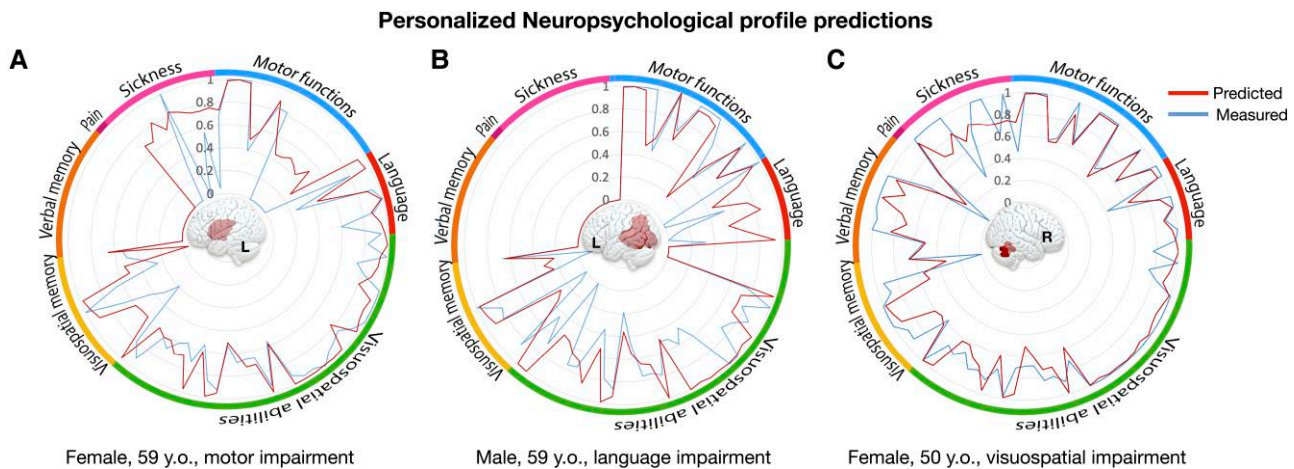 Personalized Neuropsychological profile predictions
A
Sickness
Motor functions
Language
Visuospatial abilities
Visuospatial memory
Verbal memory
Pain
1
0.8
0.6
0.4
0.2
0
L
Female, 59 y.o., motor impairment
B
Sickness
Motor functions
Language
Visuospatial abilities
Visuospatial memory
Verbal memory
Pain
1
0.8
0.6
0.4
0.2
0
L
Male, 59 y.o., language impairment
C
Sickness
Motor functions
Language
Visuospatial abilities
Visuospatial memory
Verbal memory
Pain
1
0.8
0.6
0.4
0.2
0
R
Female, 50 y.o., visuospatial impairment
Predicted
Measured